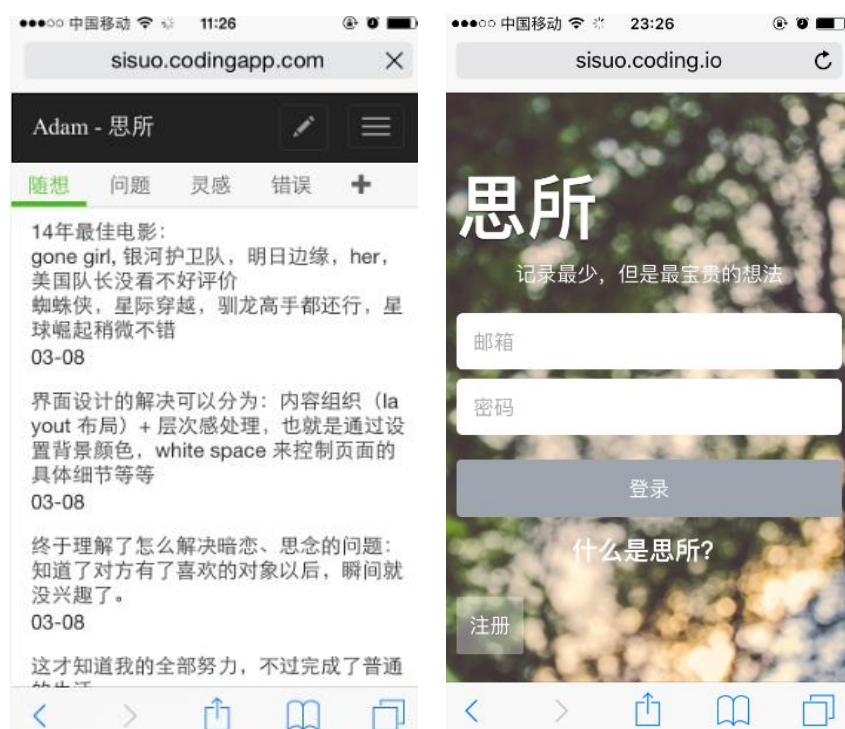 中国移动 11:26
sisuo.codingapp.com
Adam - 思所
随想 问题 灵感 错误
14年最佳电影:
gone girl, 银河护卫队，明日边缘，her，
美国队长没看不好评价
蜘蛛侠，星际穿越，驯龙高手都还行，星
球崛起稍微不错
03-08
界面设计的解决可以分为：内容组织（la
yout 布局）+ 层次感处理，也就是通过设
置背景颜色，white space 来控制页面的
具体细节等等
03-08
终于理解了怎么解决暗恋、思念的问题：
知道了对方有了喜欢的对象以后，瞬间就
没兴趣了。
03-08
这才知道我的全部努力，不过完成了普通
中国移动 23:26
sisuo.coding.io
思所
记录最少，但是最宝贵的想法
邮箱
密码
登录
什么是思所?
注册